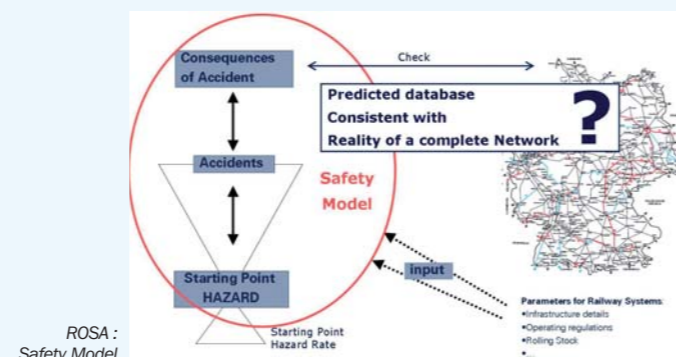 Consequences
of Accident
Check
Predicted database
Consistent with
Reality of a complete Network
?
Accidents
Safety
Model
Starting Point
HAZARD
input
Starting Point
Hazard Rate
Parameters for Railway Systems
•Infrastructure details
•Operating regulations
•Rolling Stock
•...
ROSA :
Safety Model